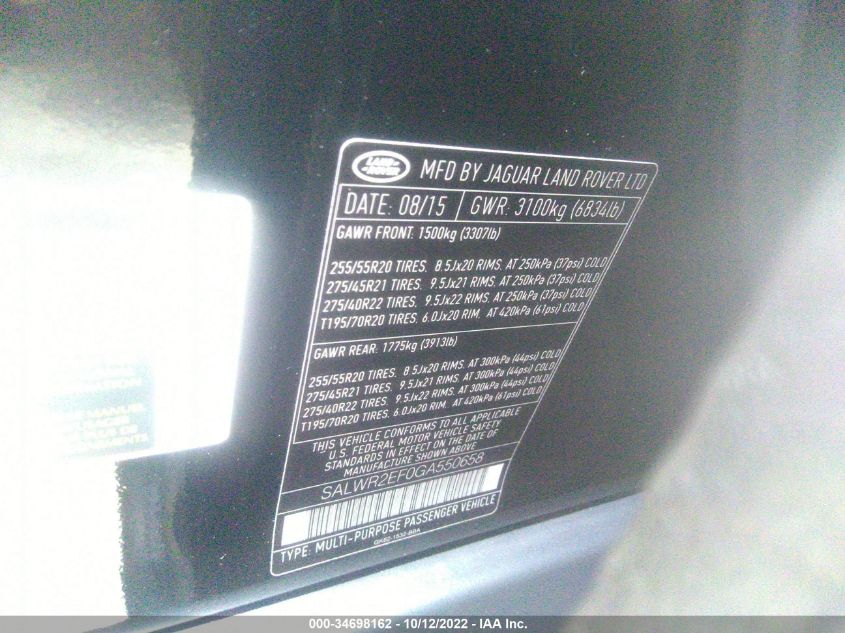 LAND ROVER
MFD BY JAGUAR LAND ROVER LTD
DATE: 08/15 GWR: 3100kg (6834lb)
GAWR FRONT. 1500kg (3307lb)
255/55R20 TIRES. 8.5Jx20 RIMS. AT 250kPa (37psi) COLD
275/45R21 TIRES. 9.5Jx21 RIMS. AT 250kPa (37psi) COLD
275/40R22 TIRES. 9.5Jx22 RIMS. AT 250kPa (37psi) COLD
T195/70R20 TIRES. 6.0Jx20 RIM. AT 420kPa (61psi) COLD
GAWR REAR. 1775kg (3913lb)
255/55R20 TIRES. 8.5Jx20 RIMS. AT 300kPa (44psi) COLD
275/45R21 TIRES. 9.5Jx21 RIMS. AT 300kPa (44psi) COLD
275/40R22 TIRES. 9.5Jx22 RIMS. AT 300kPa (44psi) COLD
T195/70R20 TIRES. 6.0Jx20 RIM. AT 420kPa (61psi) COLD
THIS VEHICLE CONFORMS TO ALL APPLICABLE
U.S. FEDERAL MOTOR VEHICLE SAFETY
STANDARDS IN EFFECT ON THE DATE OF
MANUFACTURE
SALWR2EF0GA550658
TYPE: MULTI-PURPOSE PASSENGER VEHICLE
MANUEL
000-34698162 - 10/12/2022 - IAA Inc.